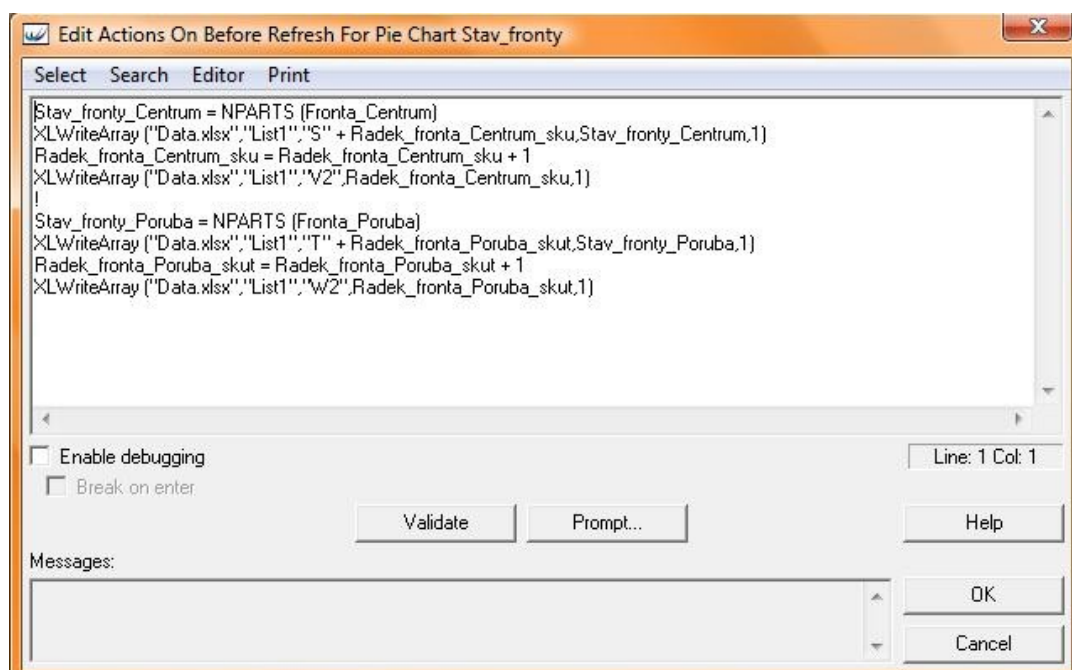 Edit Actions On Before Refresh For Pie Chart Stav_fronty
Select Search Editor Print
Stav_fronty_Centrum = NPARTS (Fronta_Centrum)
XLWriteArray ("Data.xlsx","List1","S" + Radek_fronta_Centrum_sku,Stav_fronty_Centrum,1)
Radek_fronta_Centrum_sku = Radek_fronta_Centrum_sku + 1
XLWriteArray ("Data.xlsx","List1","V2",Radek_fronta_Centrum_sku,1)
!
Stav_fronty_Poruba = NPARTS (Fronta_Poruba)
XLWriteArray ("Data.xlsx","List1","T" + Radek_fronta_Poruba_skut,Stav_fronty_Poruba,1)
Radek_fronta_Poruba_skut = Radek_fronta_Poruba_skut + 1
XLWriteArray ("Data.xlsx","List1","W2",Radek_fronta_Poruba_skut,1)
Enable debugging
Line: 1 Col: 1
Break on enter
Validate
Prompt...
Help
Messages:
OK
Cancel